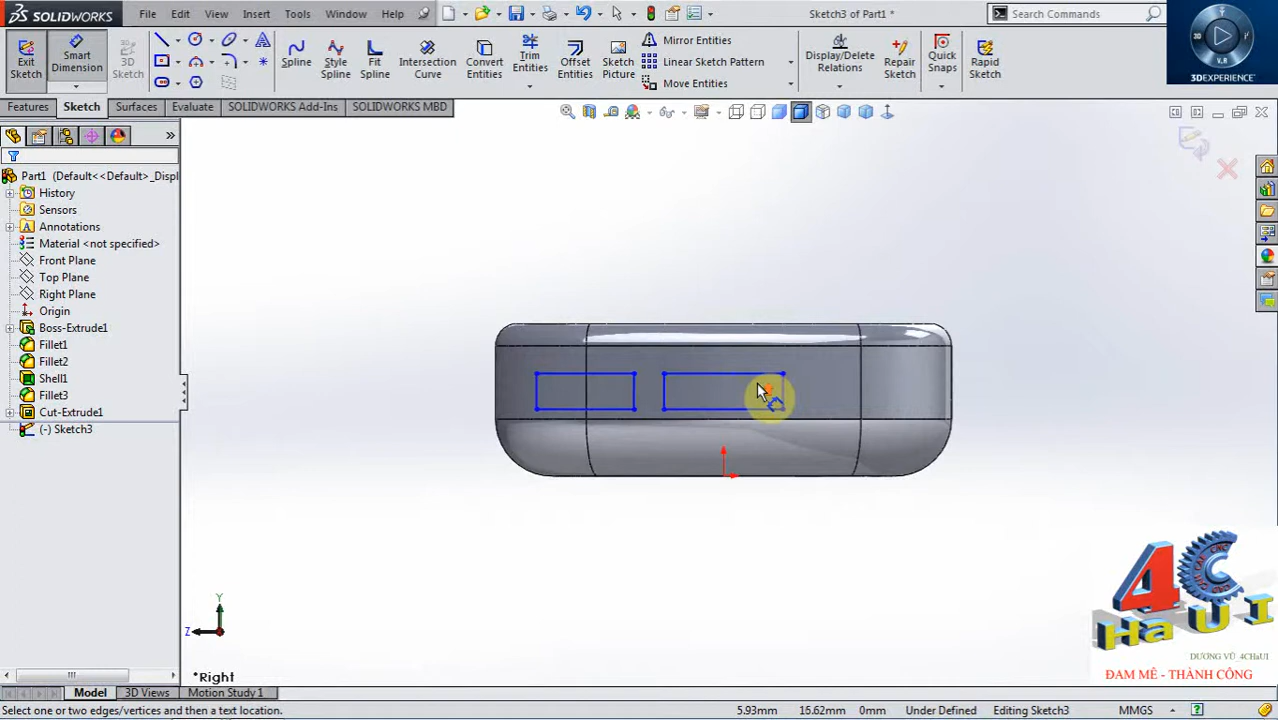 SOLIDWORKS
File
Edit
View
Insert
Tools
Window
Help
Sketch3 of Part1 *
Search Commands
Exit Sketch
Smart Dimension
3D Sketch
Spline
Style Spline
Fit Spline
Intersection Curve
Convert Entities
Trim Entities
Offset Entities
Sketch Picture
Mirror Entities
Linear Sketch Pattern
Move Entities
Display/Delete Relations
Repair Sketch
Quick Snaps
Rapid Sketch
3D
V.R
3DEXPERIENCE
Features
Sketch
Surfaces
Evaluate
SOLIDWORKS Add-Ins
SOLIDWORKS MBD
Part1 (Default<<Default>_Displ
History
Sensors
Annotations
Material <not specified>
Front Plane
Top Plane
Right Plane
Origin
Boss-Extrude1
Fillet1
Fillet2
Shell1
Fillet3
Cut-Extrude1
(-) Sketch3
Y
Z
*Right
4C
HaUI
DƯƠNG VŨ_4CHaUI
ĐAM MÊ - THÀNH CÔNG
Model
3D Views
Motion Study 1
Select one or two edges/vertices and then a text location.
5.93mm
16.62mm
0mm
Under Defined
Editing Sketch3
MMGS